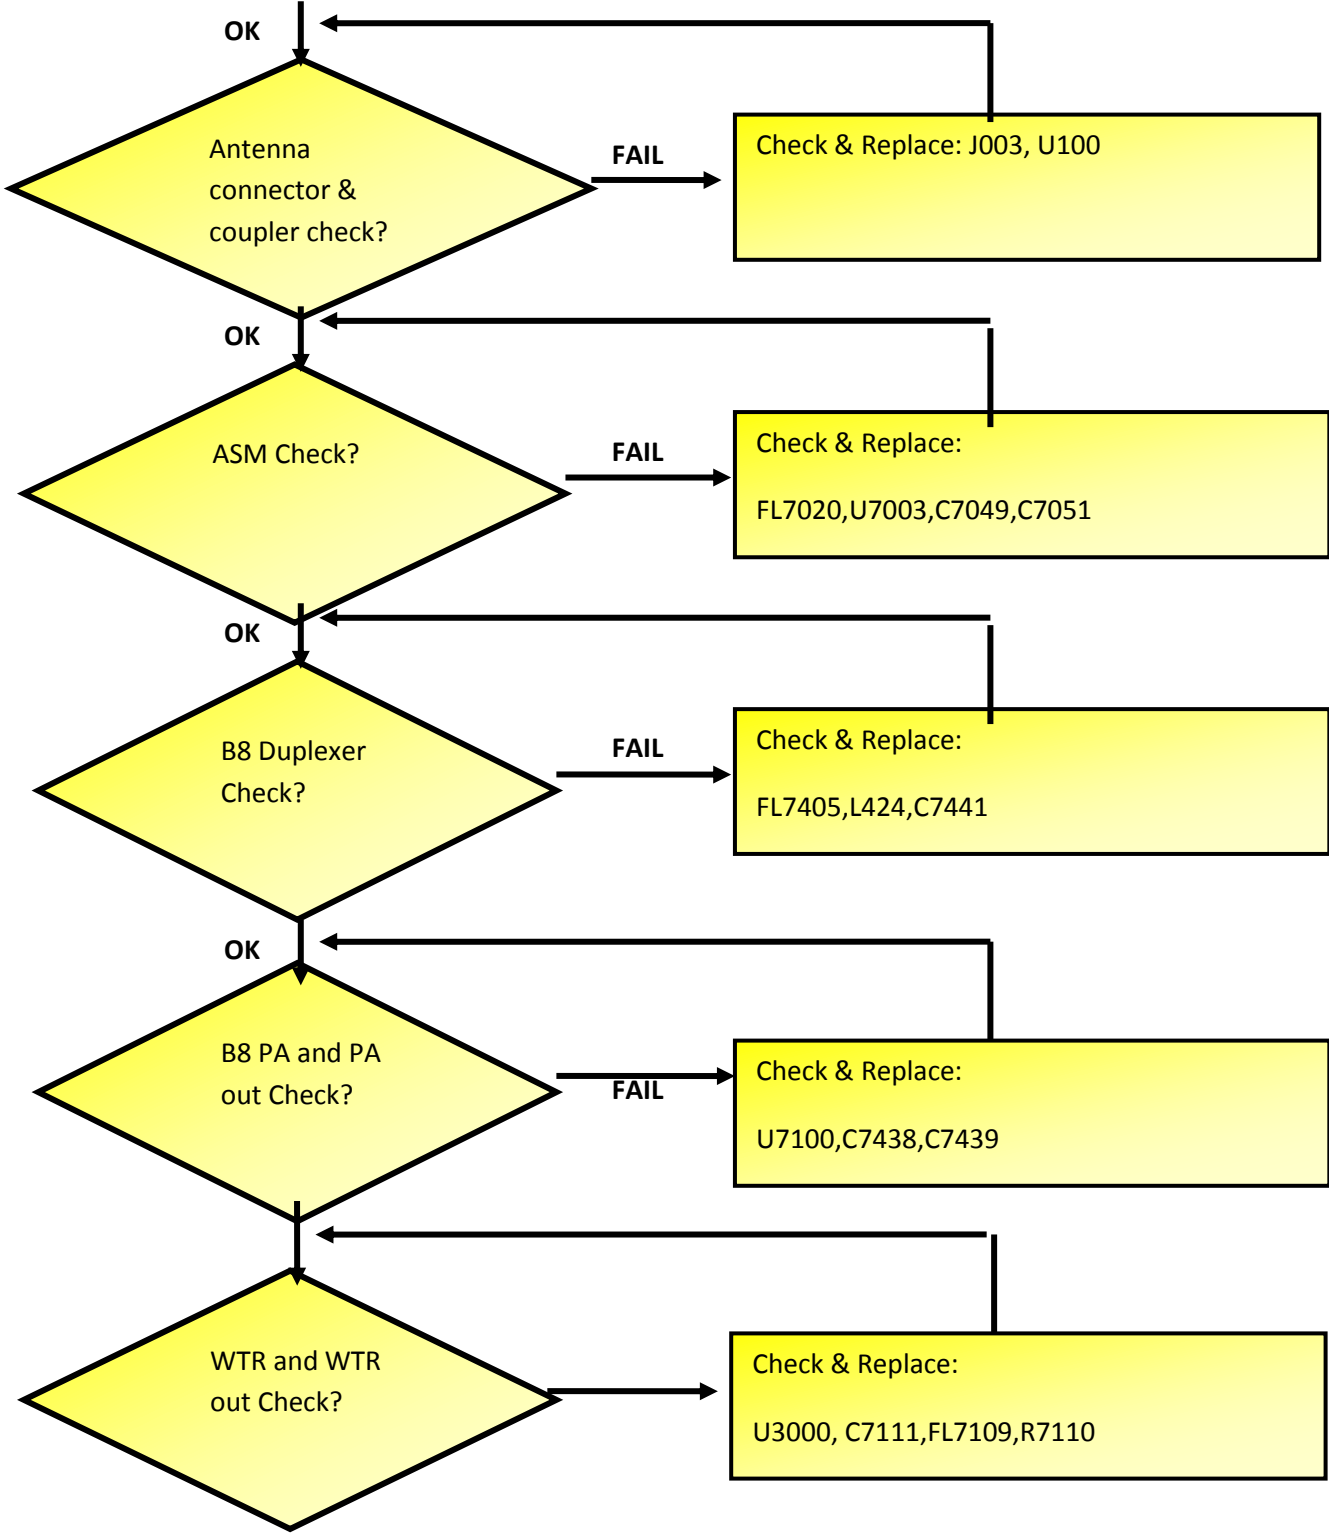 OK
Antenna
connector &
coupler check?
FAIL
Check & Replace: J003, U100
OK
ASM Check?
FAIL
Check & Replace:
FL7020,U7003,C7049,C7051
OK
B8 Duplexer
Check?
FAIL
Check & Replace:
FL7405,L424,C7441
OK
B8 PA and PA
out Check?
FAIL
Check & Replace:
U7100,C7438,C7439
WTR and WTR
out Check?
Check & Replace:
U3000, C7111,FL7109,R7110